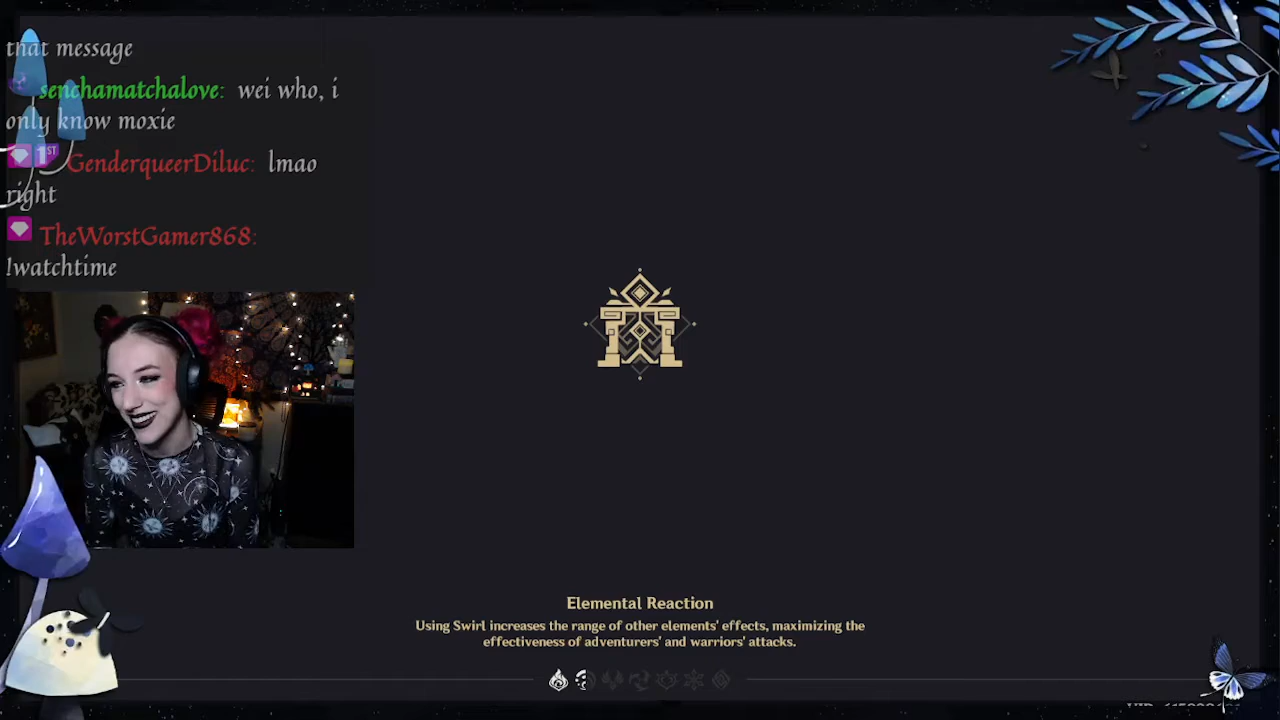 that message
senchamatchalove: wei who, i
only know moxie
1ST GenderqueerDiluc: lmao
right
TheWorstGamer868:
!watchtime
Elemental Reaction
Using Swirl increases the range of other elements' effects, maximizing the
effectiveness of adventurers' and warriors' attacks.